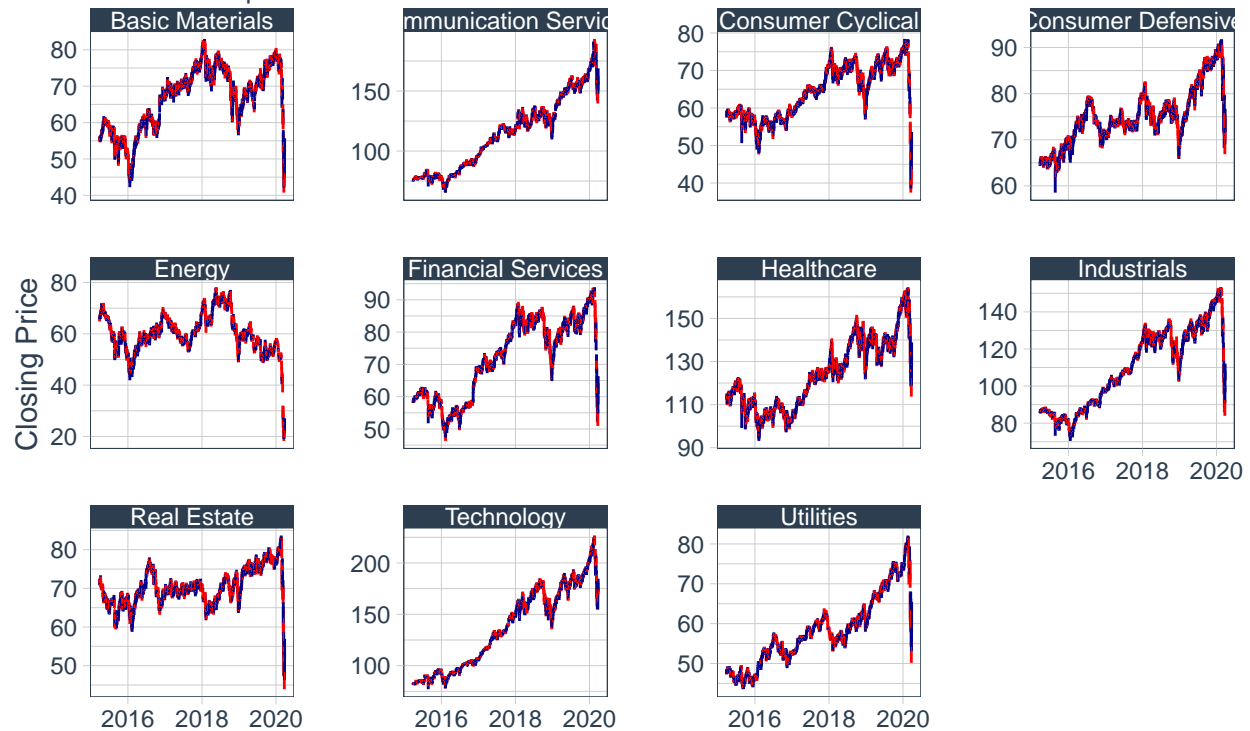 Basic Materials
mmunication Servic
Consumer Cyclical
Consumer Defensive
80
70
60
50
40
150
100
80
70
60
50
40
90
80
70
60
Closing Price
Energy
Financial Services
Healthcare
Industrials
80
60
40
20
90
80
70
60
50
150
130
110
90
140
120
100
80
2016 2018 2020
Real Estate
Technology
Utilities
80
70
60
50
200
150
100
80
70
60
50
2016 2018 2020
2016 2018 2020
2016 2018 2020